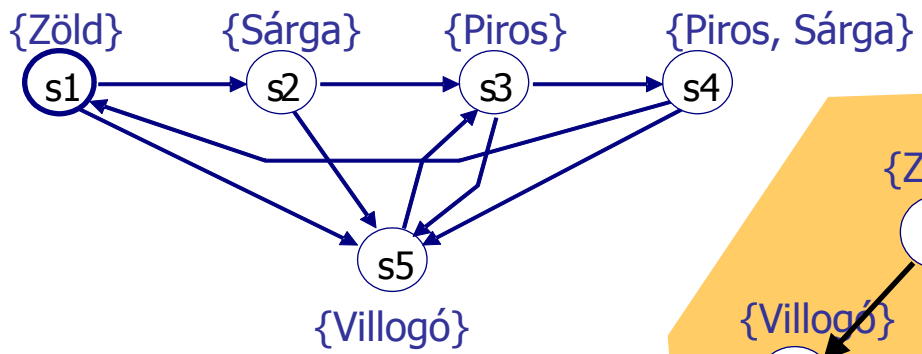 {Zöld} {Sárga} {Piros} {Piros, Sárga}
s1 s2 s3 s4
{Z
s5
{Villogó} {Villogó}